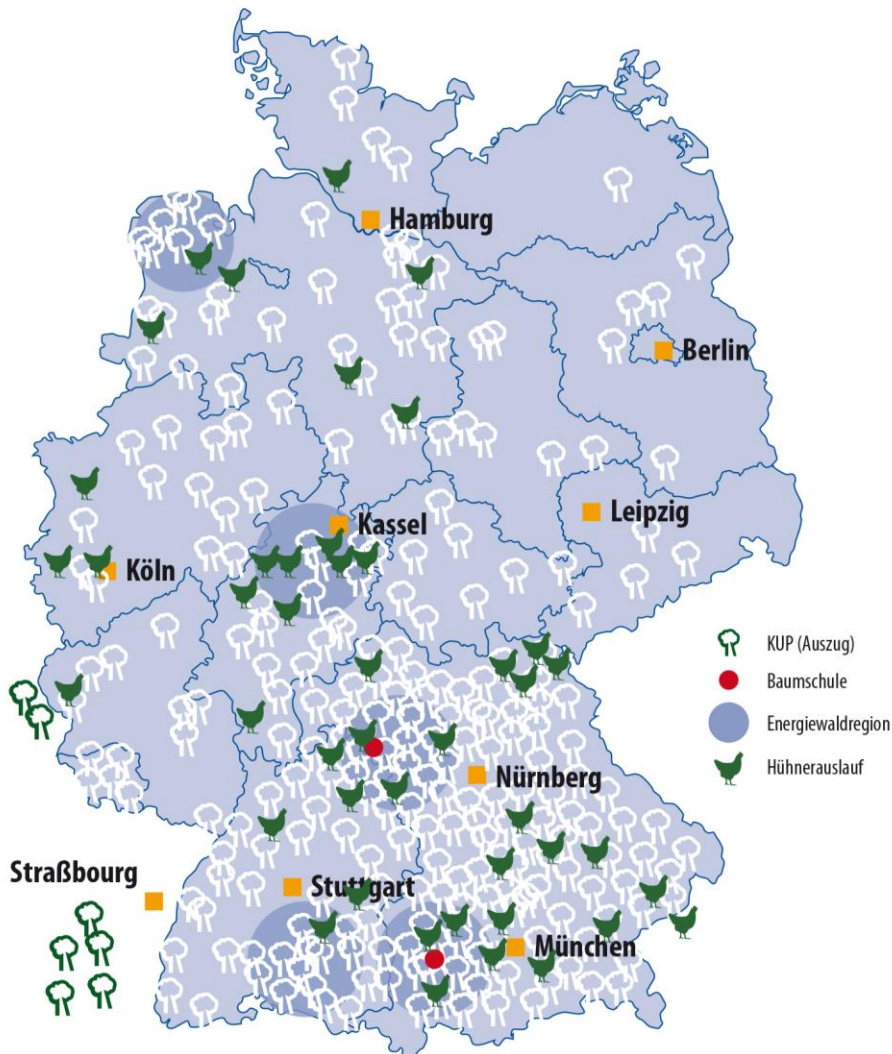 Hamburg
Berlin
Kassel
Leipzig
Köln
KUP (Auszug)
Baumschule
Energiewaldregion
Hühnerauslauf
Nürnberg
Straßbourg
Stuttgart
München